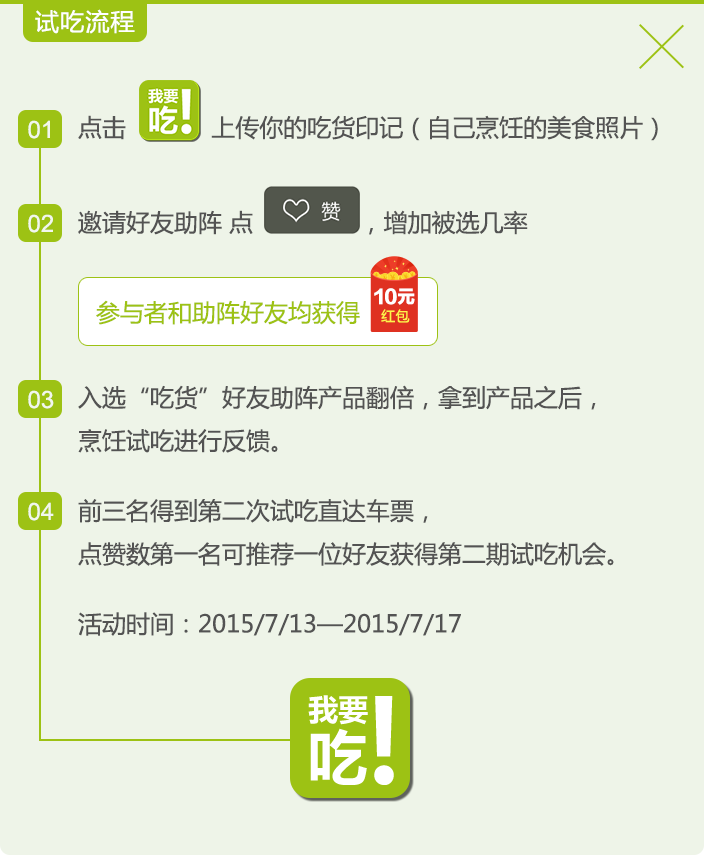 试吃流程
01 点击 我要吃! 上传你的吃货印记（自己烹饪的美食照片）
02 邀请好友助阵 点 赞 ，增加被选几率
参与者和助阵好友均获得 10元红包
03 入选“吃货”好友助阵产品翻倍，拿到产品之后，
烹饪试吃进行反馈。
04 前三名得到第二次试吃直达车票，
点赞数第一名可推荐一位好友获得第二期试吃机会。
活动时间：2015/7/13—2015/7/17
我要
吃!